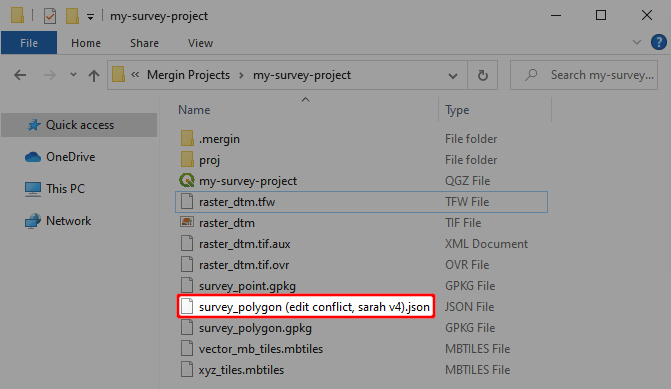 my-survey-project
File Home Share View
Mergin Projects my-survey-project Search my-survey...
Name Type
Quick access
OneDrive
This PC
Network
.mergin File folder
proj File folder
my-survey-project QGZ File
raster_dtm.tfw TFW File
raster_dtm TIF File
raster_dtm.tif.aux XML Document
raster_dtm.tif.ovr OVR File
survey_point.gpkg GPKG File
survey_polygon (edit conflict, sarah v4).json JSON File
survey_polygon.gpkg GPKG File
vector_mb_tiles.mbtiles MBTILES File
xyz_tiles.mbtiles MBTILES File